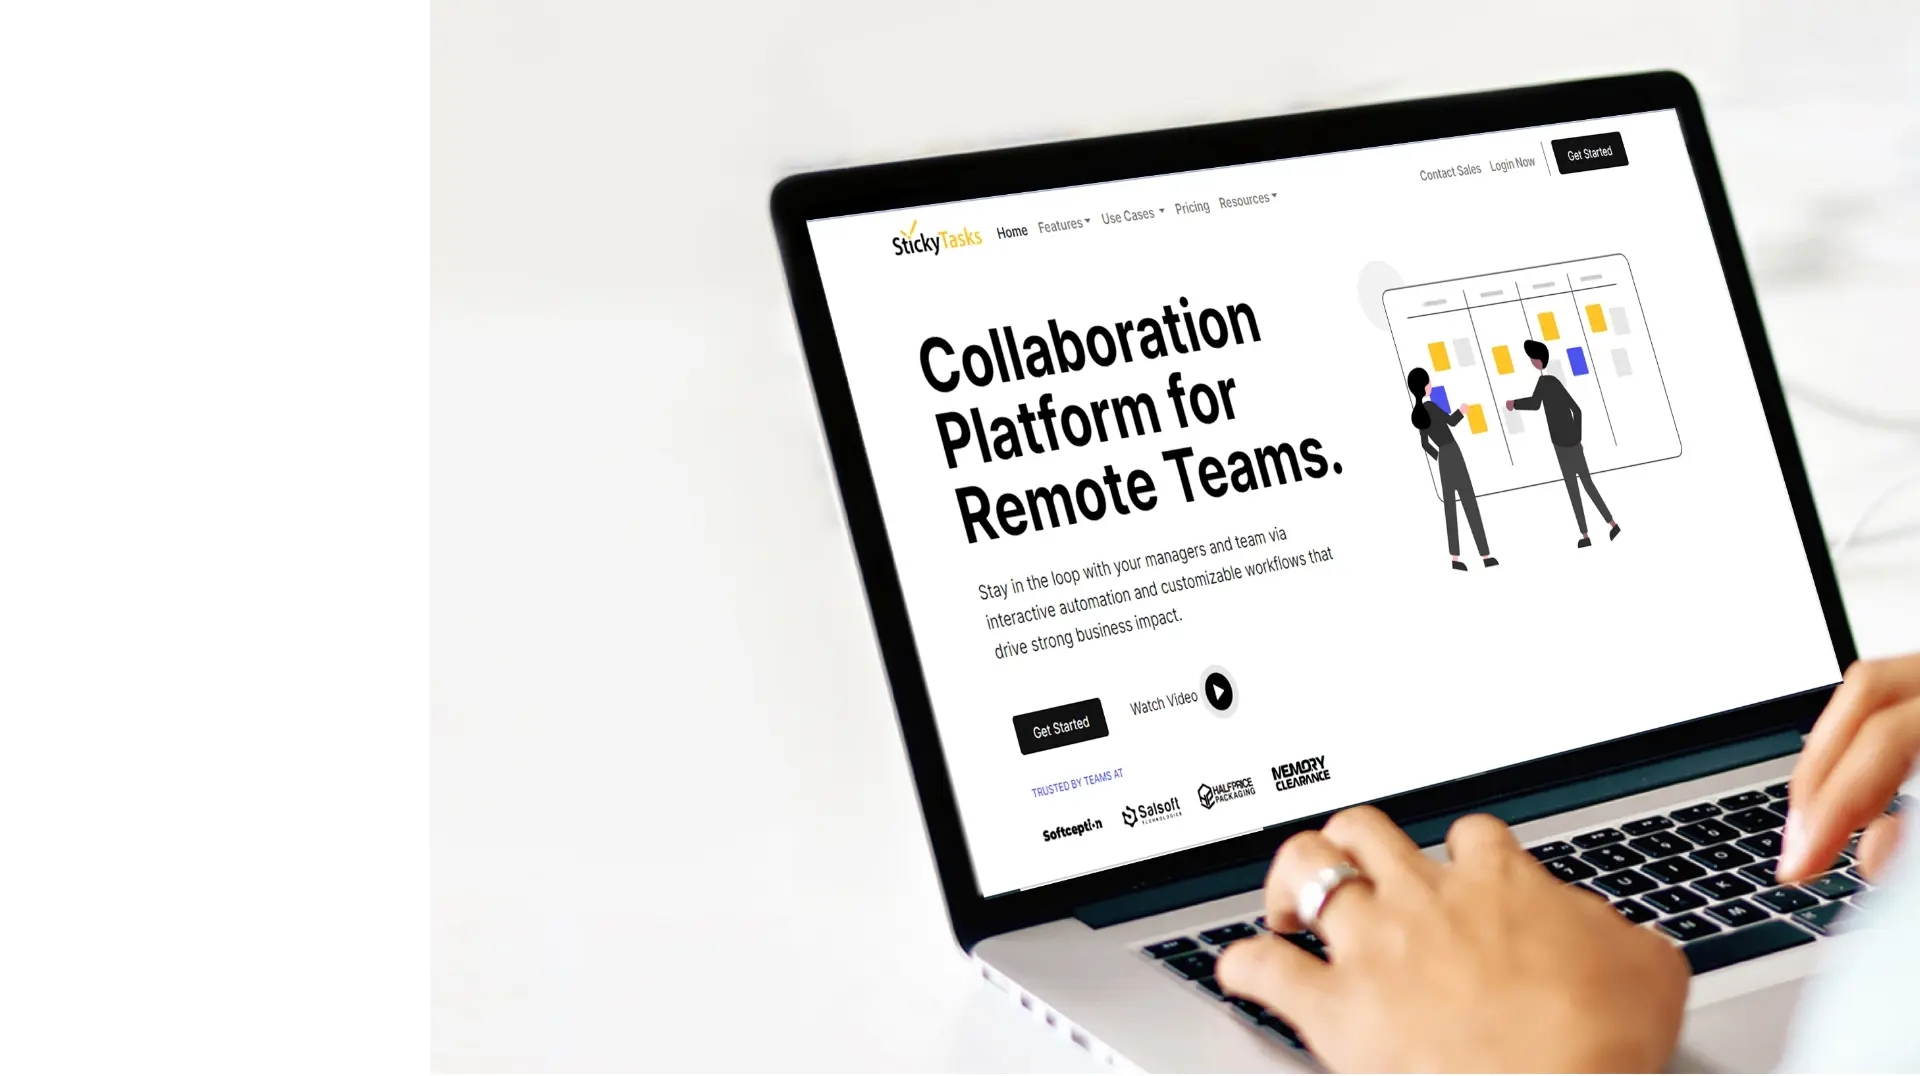 StickyTasks
Home Features Use Cases Pricing Resources
Contact Sales Login Now Get Started
Collaboration
Platform for
Remote Teams.
Stay in the loop with your managers and team via
interactive automation and customizable workflows that
drive strong business impact.
Get Started
Watch Video
TRUSTED BY TEAMS AT
Softception
Salsoft
TECHNOLOGIES
HALFPRICE
PACKAGING
MEMORY
CLEARANCE